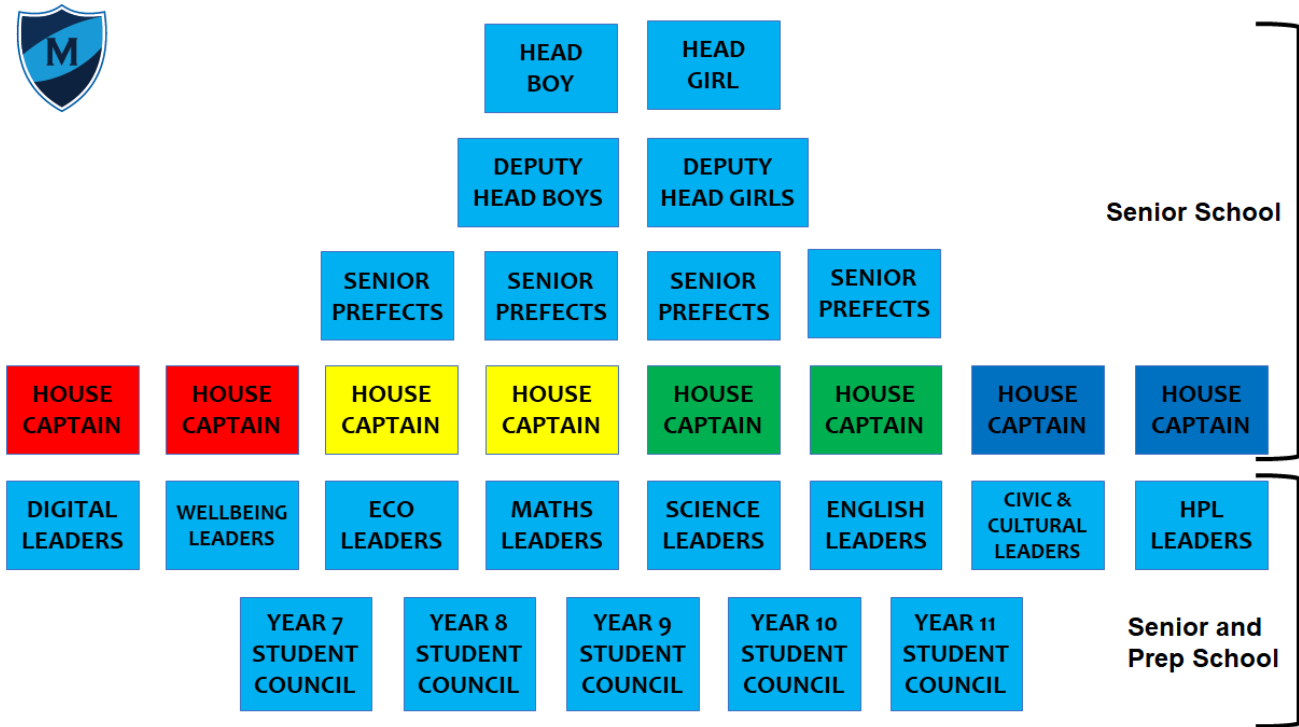 M
HEAD
BOY
HEAD
GIRL
DEPUTY
HEAD BOYS
DEPUTY
HEAD GIRLS
Senior School
SENIOR
PREFECTS
SENIOR
PREFECTS
SENIOR
PREFECTS
SENIOR
PREFECTS
HOUSE
CAPTAIN
HOUSE
CAPTAIN
HOUSE
CAPTAIN
HOUSE
CAPTAIN
HOUSE
CAPTAIN
HOUSE
CAPTAIN
HOUSE
CAPTAIN
HOUSE
CAPTAIN
DIGITAL
LEADERS
WELLBEING
LEADERS
ECO
LEADERS
MATHS
LEADERS
SCIENCE
LEADERS
ENGLISH
LEADERS
CIVIC &
CULTURAL
LEADERS
HPL
LEADERS
YEAR 7
STUDENT
COUNCIL
YEAR 8
STUDENT
COUNCIL
YEAR 9
STUDENT
COUNCIL
YEAR 10
STUDENT
COUNCIL
YEAR 11
STUDENT
COUNCIL
Senior and
Prep School